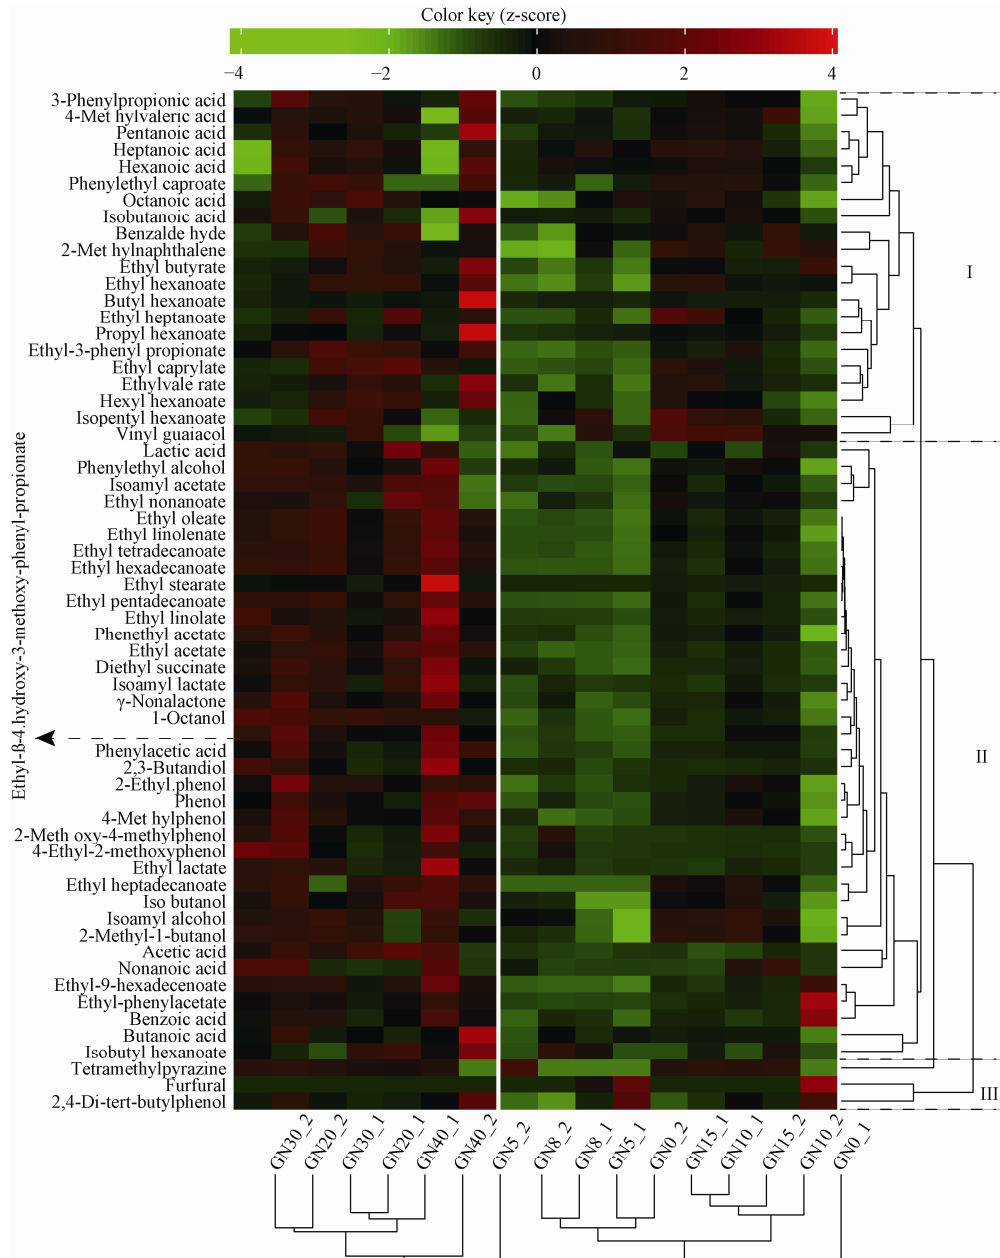 Color key (z-score)
−4 −2 0 2 4
3-Phenylpropionic acid
4-Met hylvaleric acid
Pentanoic acid
Heptanoic acid
Hexanoic acid
Phenylethyl caproate
Octanoic acid
Isobutanoic acid
Benzalde hyde
2-Met hylnaphthalene
Ethyl butyrate
Ethyl hexanoate
Butyl hexanoate
Ethyl heptanoate
Propyl hexanoate
Ethyl-3-phenyl propionate
Ethyl caprylate
Ethylvale rate
Hexyl hexanoate
Isopentyl hexanoate
Vinyl guaiacol
Lactic acid
Phenylethyl alcohol
Isoamyl acetate
Ethyl nonanoate
Ethyl oleate
Ethyl linolenate
Ethyl tetradecanoate
Ethyl hexadecanoate
Ethyl stearate
Ethyl pentadecanoate
Ethyl linolate
Phenethyl acetate
Ethyl acetate
Diethyl succinate
Isoamyl lactate
γ-Nonalactone
1-Octanol
Ethyl-ß-4.hydroxy-3-methoxy-phenyl-propionate
Phenylacetic acid
2,3-Butandiol
2-Ethyl.phenol
Phenol
4-Met hylphenol
2-Meth oxy-4-methylphenol
4-Ethyl-2-methoxyphenol
Ethyl lactate
Ethyl heptadecanoate
Iso butanol
Isoamyl alcohol
2-Methyl-1-butanol
Acetic acid
Nonanoic acid
Ethyl-9-hexadecenoate
Ethyl-phenylacetate
Benzoic acid
Butanoic acid
Isobutyl hexanoate
Tetramethylpyrazine
Furfural
2,4-Di-tert-butylphenol
I
II
III
GN30_2 GN20_2 GN30_1 GN20_1 GN40_1 GN40_2 GN5_2 GN8_2 GN8_1 GN5_1 GN0_2 GN15_1 GN10_1 GN15_2 GN10_2 GN0_1